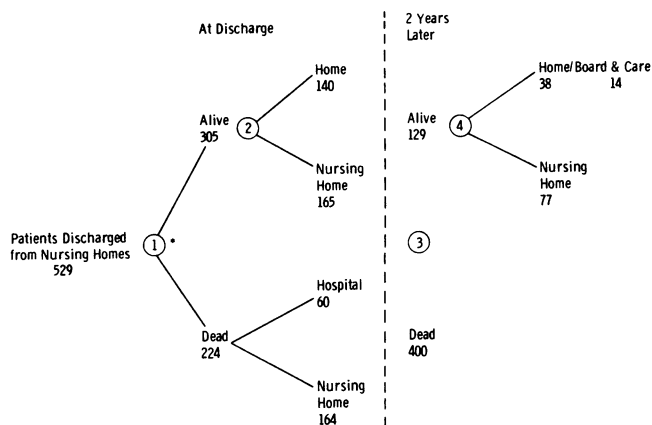 At Discharge
2 Years
Later
Home
140
Home/Board & Care
38 14
Alive
305
2
Alive
129
4
Nursing
Home
165
Nursing
Home
77
Patients Discharged
from Nursing Homes
529
1 *
3
Hospital
60
Dead
224
Dead
400
Nursing
Home
164